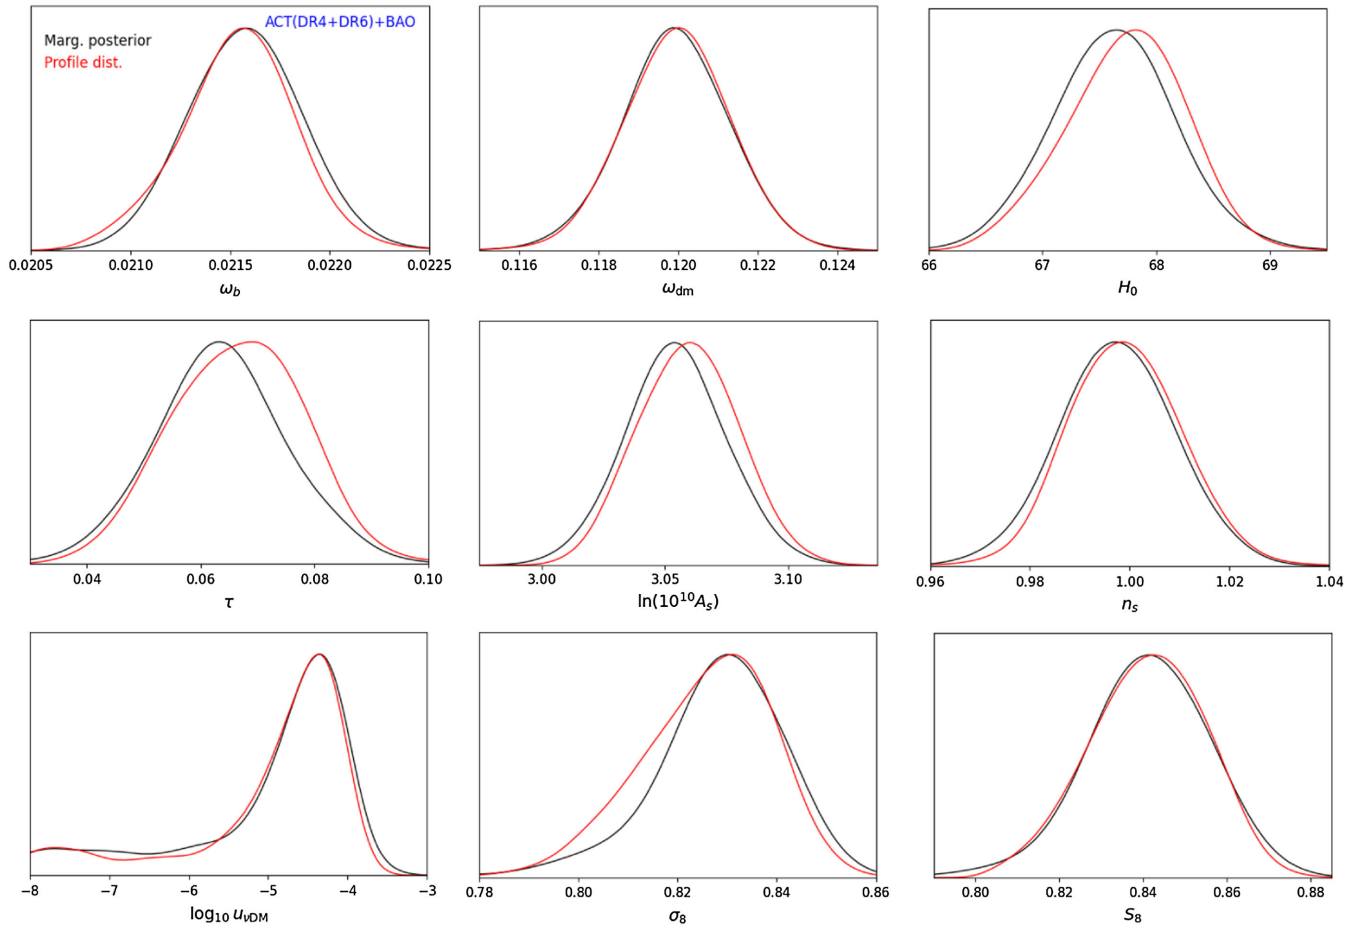 ACT(DR4+DR6)+BAO
Marg. posterior
Profile dist.
0.0205 0.0210 0.0215 0.0220 0.0225
ω_b
0.116 0.118 0.120 0.122 0.124
ω_dm
66 67 68 69
H_0
0.04 0.06 0.08 0.10
τ
3.00 3.05 3.10
ln(10^10 A_s)
0.96 0.98 1.00 1.02 1.04
n_s
−8 −7 −6 −5 −4 −3
log_10 u_νDM
0.78 0.80 0.82 0.84 0.86
σ_8
0.80 0.82 0.84 0.86 0.88
S_8